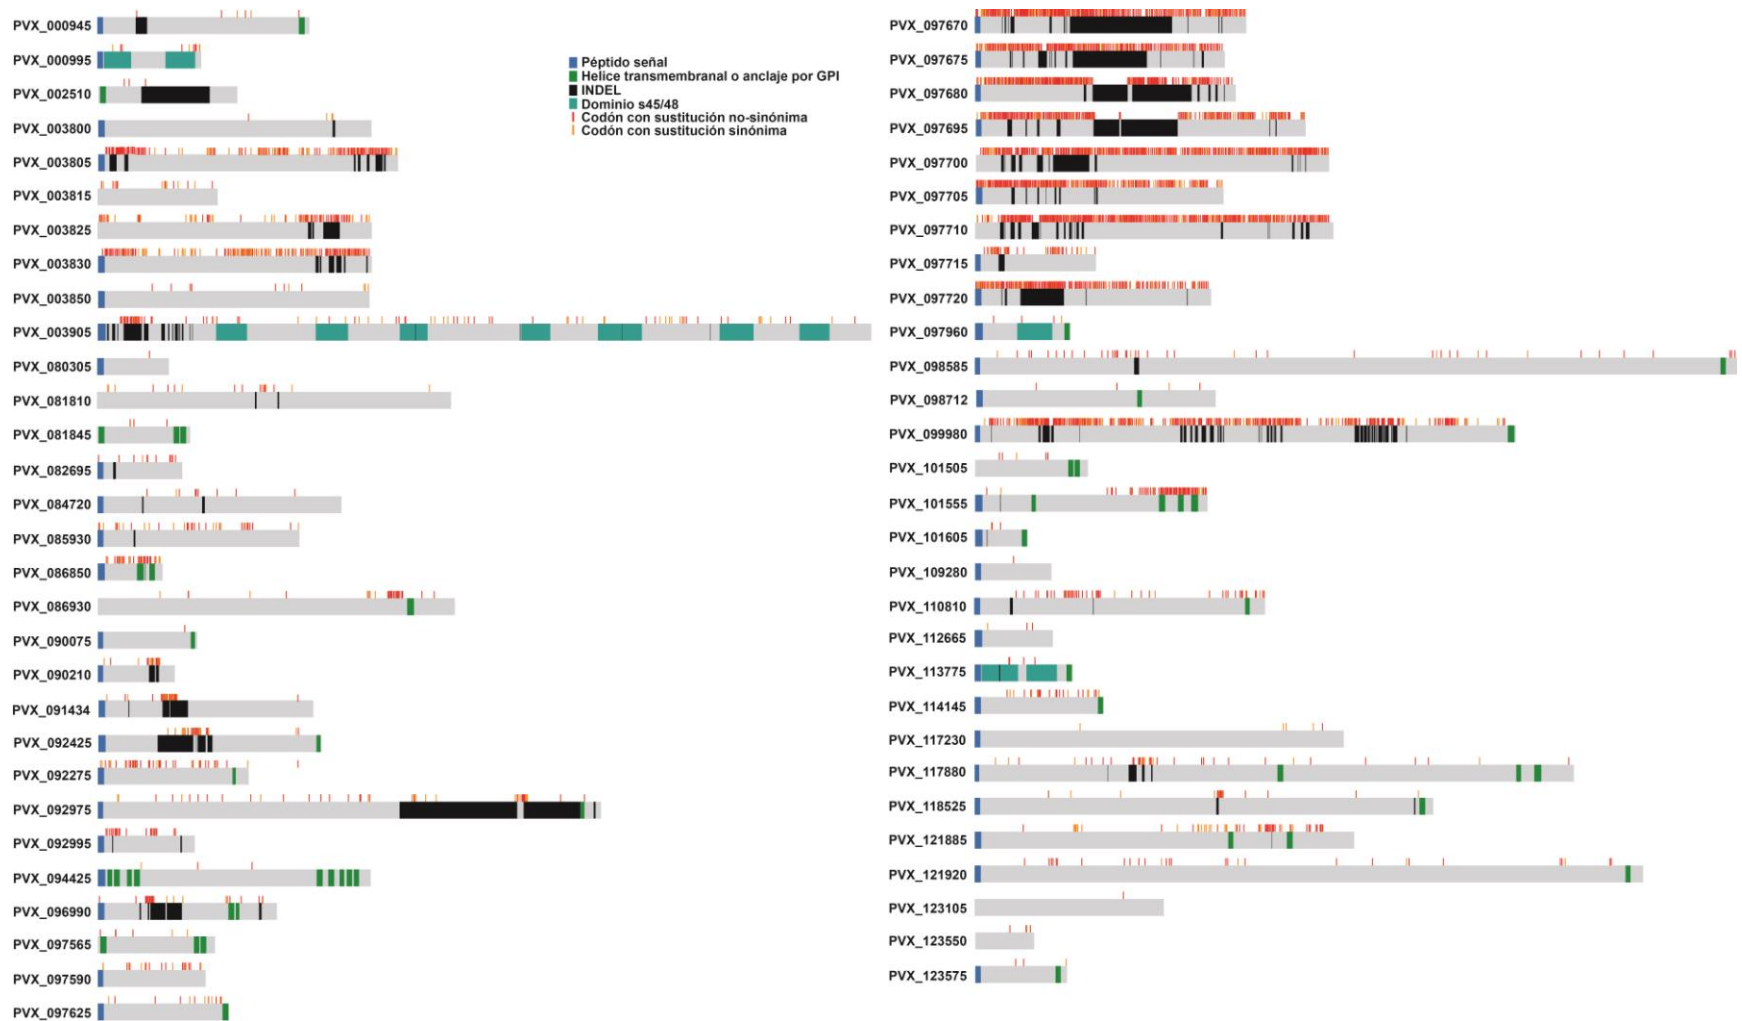 PVX_000945
PVX_000995
PVX_002510
PVX_003800
PVX_003805
PVX_003815
PVX_003825
PVX_003830
PVX_003850
PVX_003905
PVX_080305
PVX_081810
PVX_081845
PVX_082695
PVX_084720
PVX_085930
PVX_086850
PVX_086930
PVX_090075
PVX_090210
PVX_091434
PVX_092425
PVX_092275
PVX_092975
PVX_092995
PVX_094425
PVX_096990
PVX_097565
PVX_097590
PVX_097625
Péptido señal
Helice transmembranal o anclaje por GPI
INDEL
Dominio s45/48
Codón con sustitución no-sinónima
Codón con sustitución sinónima
PVX_097670
PVX_097675
PVX_097680
PVX_097695
PVX_097700
PVX_097705
PVX_097710
PVX_097715
PVX_097720
PVX_097960
PVX_098585
PVX_098712
PVX_099980
PVX_101505
PVX_101555
PVX_101605
PVX_109280
PVX_110810
PVX_112665
PVX_113775
PVX_114145
PVX_117230
PVX_117880
PVX_118525
PVX_121885
PVX_121920
PVX_123105
PVX_123550
PVX_123575